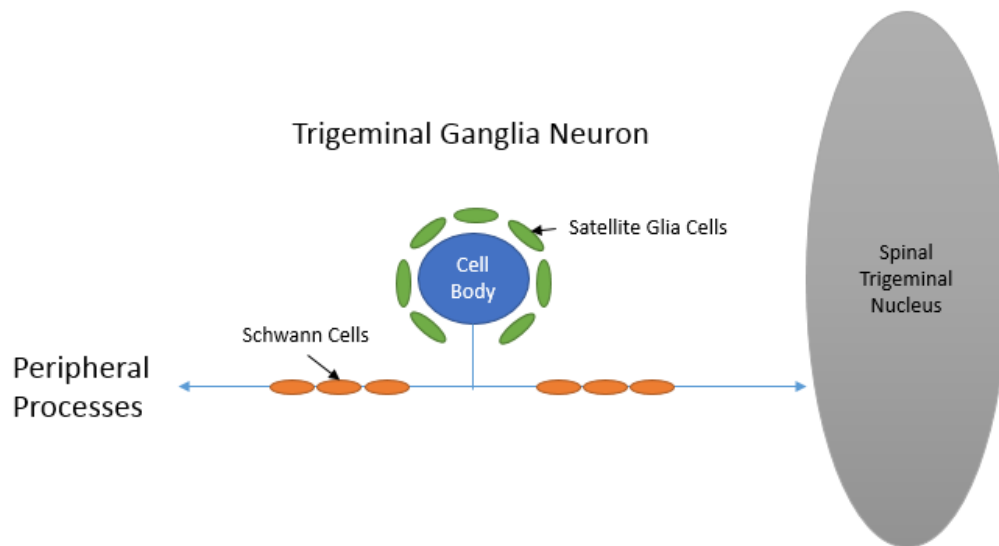 Trigeminal Ganglia Neuron
Satellite Glia Cells
Cell
Body
Spinal
Trigeminal
Nucleus
Schwann Cells
Peripheral
Processes